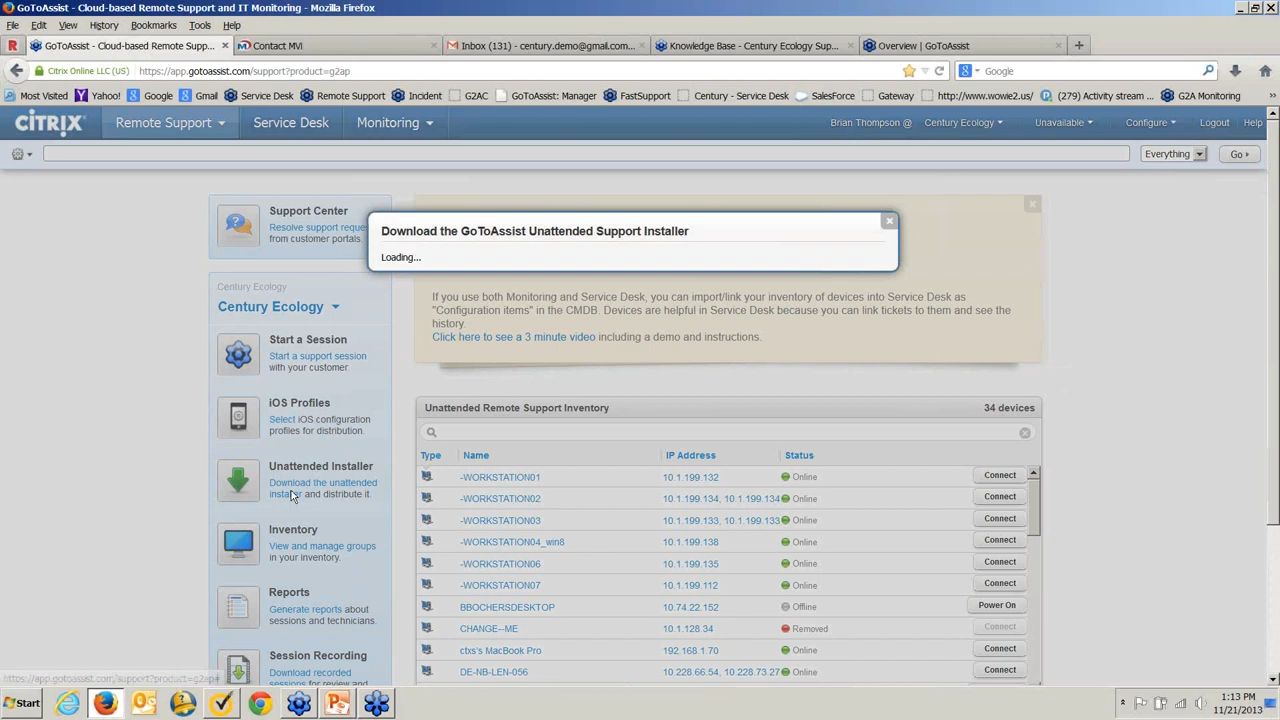 GoToAssist - Cloud-based Remote Support and IT Monitoring - Mozilla Firefox
File Edit View History Bookmarks Tools Help
GoToAssist - Cloud-based Remote Supp... × Contact MVi × Inbox (131) - century.demo@gmail.com... × Knowledge Base - Century Ecology Sup... × Overview | GoToAssist × +
Citrix Online LLC (US) https://app.gotoassist.com/support?product=g2ap Google
Most Visited Yahoo! Google Gmail Service Desk Remote Support Incident G2AC GoToAssist: Manager FastSupport Century - Service Desk SalesForce Gateway http://www.wowie2.us/ (279) Activity stream ... G2A Monitoring »
CİTRIX Remote Support Service Desk Monitoring Brian Thompson @ Century Ecology Unavailable Configure Logout Help
Everything Go
Support Center
Resolve support reque
from customer portals.
Download the GoToAssist Unattended Support Installer
Loading...
Century Ecology
Century Ecology
If you use both Monitoring and Service Desk, you can import/link your inventory of devices into Service Desk as
"Configuration items" in the CMDB. Devices are helpful in Service Desk because you can link tickets to them and see the
history.
Click here to see a 3 minute video including a demo and instructions.
Start a Session
Start a support session
with your customer.
iOS Profiles
Select iOS configuration
profiles for distribution.
Unattended Installer
Download the unattended
installer and distribute it.
Inventory
View and manage groups
in your inventory.
Reports
Generate reports about
sessions and technicians.
Session Recording
Download recorded
sessions for review and
Unattended Remote Support Inventory 34 devices
Type Name IP Address Status
-WORKSTATION01 10.1.199.132 Online Connect
-WORKSTATION02 10.1.199.134, 10.1.199.134 Online Connect
-WORKSTATION03 10.1.199.133, 10.1.199.133 Online Connect
-WORKSTATION04_win8 10.1.199.138 Online Connect
-WORKSTATION06 10.1.199.135 Online Connect
-WORKSTATION07 10.1.199.112 Online Connect
BBOCHERSDESKTOP 10.74.22.152 Offline Power On
CHANGE--ME 10.1.128.34 Removed Connect
ctxs's MacBook Pro 192.168.1.70 Online Connect
DE-NB-LEN-056 10.228.66.54, 10.228.73.27 Online Connect
https://app.gotoassist.com/support?product=g2ap#
Start 1:13 PM
11/21/2013